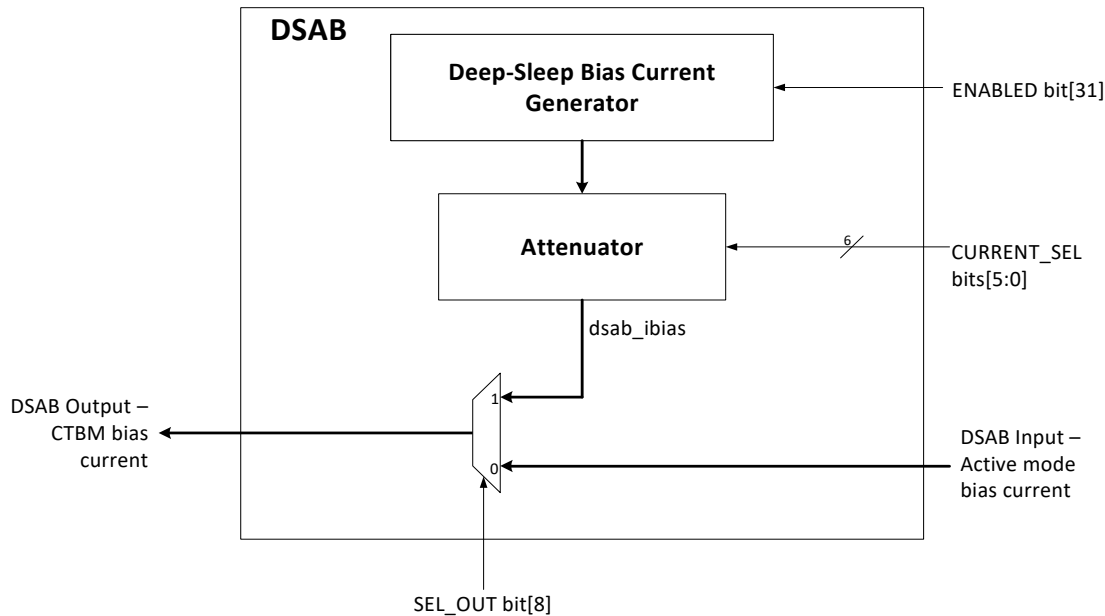 DSAB
Deep-Sleep Bias Current
Generator
ENABLED bit[31]
Attenuator
6
CURRENT_SEL
bits[5:0]
dsab_ibias
1
DSAB Output –
CTBM bias
current
0
DSAB Input –
Active mode
bias current
SEL_OUT bit[8]